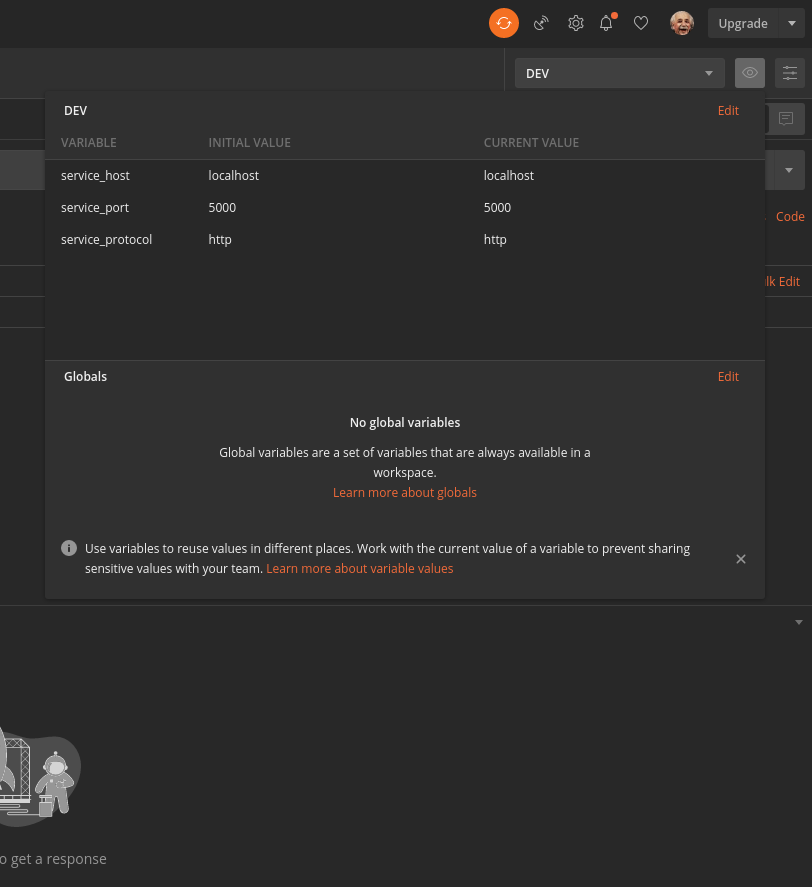 Upgrade
DEV
DEV
Edit
VARIABLE INITIAL VALUE CURRENT VALUE
service_host localhost localhost
service_port 5000 5000
service_protocol http http
Code
lk Edit
Globals
Edit
No global variables
Global variables are a set of variables that are always available in a
workspace.
Learn more about globals
Use variables to reuse values in different places. Work with the current value of a variable to prevent sharing
sensitive values with your team. Learn more about variable values
o get a response